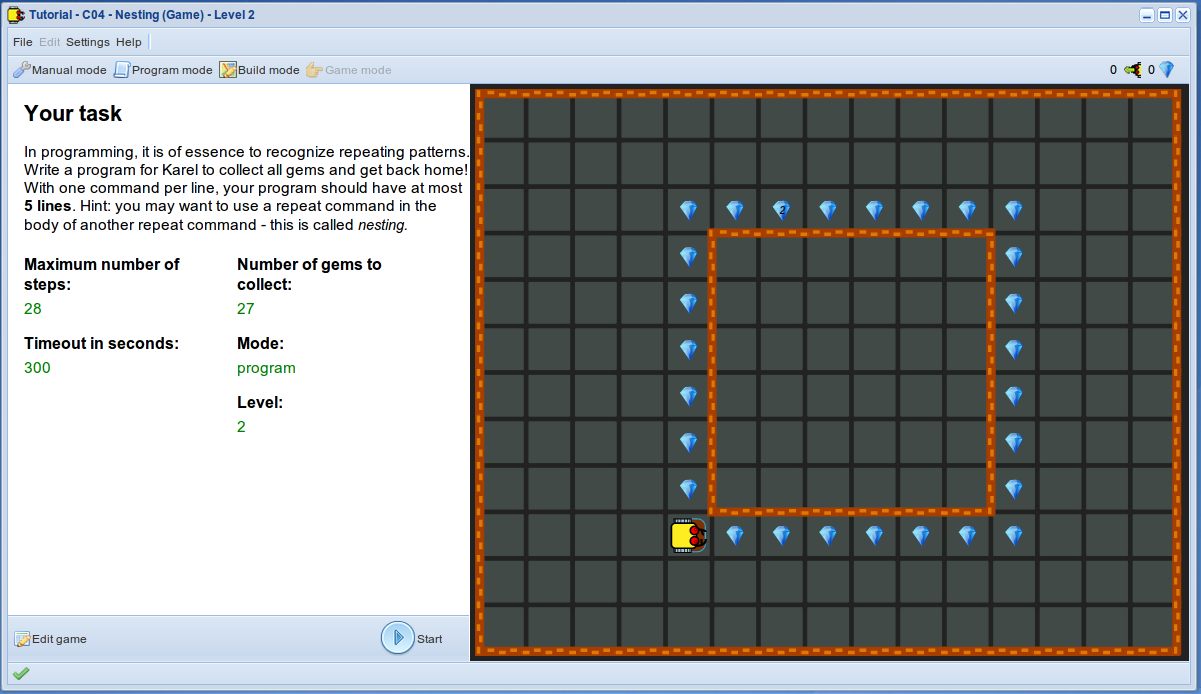 Tutorial - C04 - Nesting (Game) - Level 2
File Edit Settings Help
Manual mode Program mode Build mode Game mode 0 0
Your task
In programming, it is of essence to recognize repeating patterns.
Write a program for Karel to collect all gems and get back home!
With one command per line, your program should have at most
5 lines. Hint: you may want to use a repeat command in the
body of another repeat command - this is called nesting.
Maximum number of steps:
28
Number of gems to collect:
27
Timeout in seconds:
300
Mode:
program
Level:
2
2
Edit game
Start